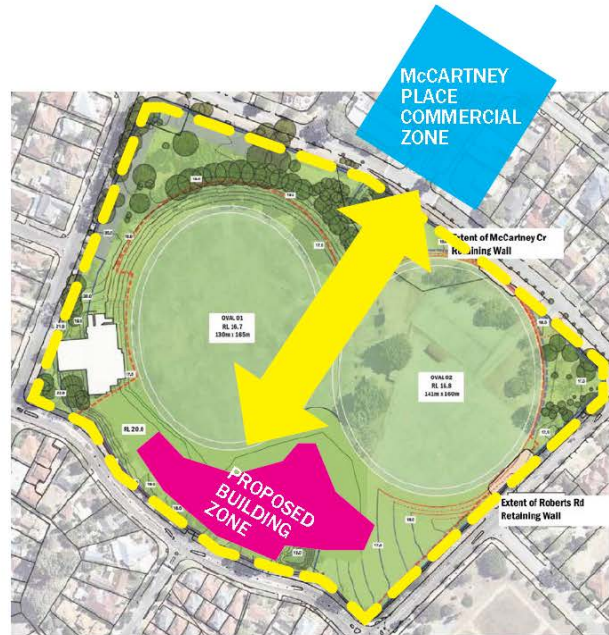 McCARTNEY
PLACE
COMMERCIAL
ZONE
Extent of McCartney Cr
Retaining Wall
OVAL 01
RL 16.7
130m x 165m
OVAL 02
RL 16.8
141m x 160m
RL 20.0
PROPOSED
BUILDING
ZONE
Extent of Roberts Rd
Retaining Wall